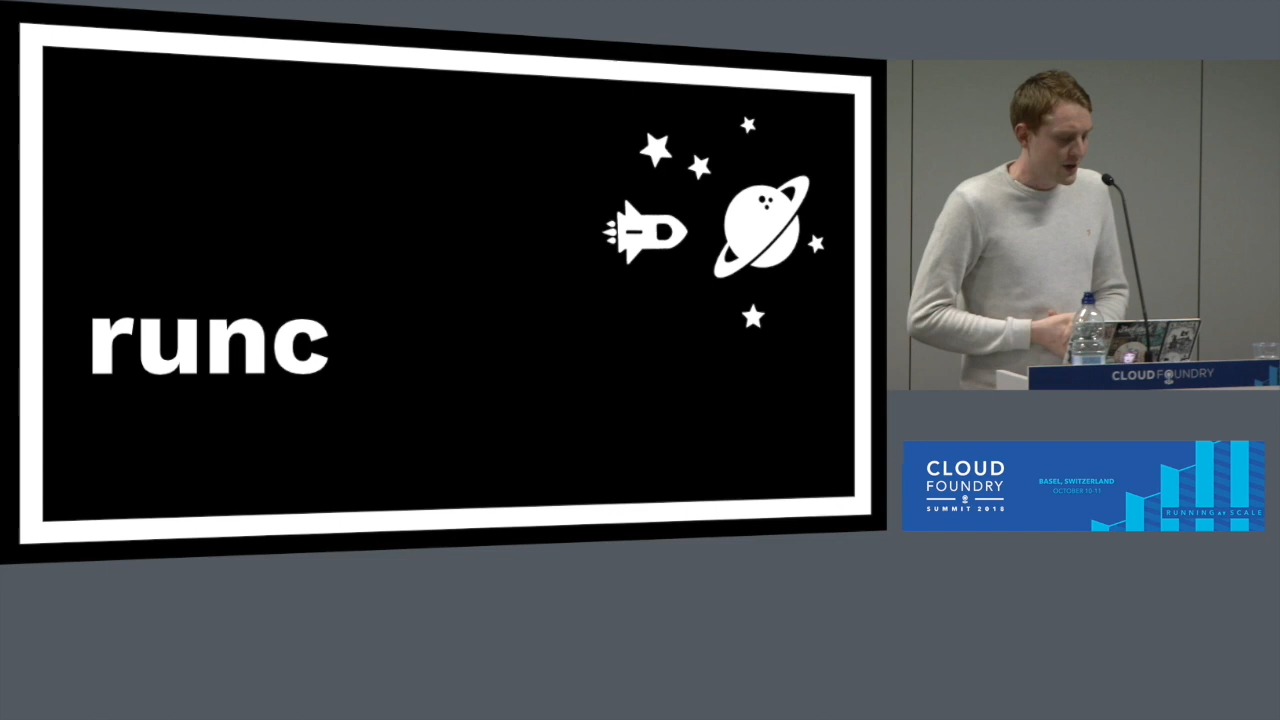 runc
CLOUD FOUNDRY
CLOUD
FOUNDRY
SUMMIT 2018
BASEL, SWITZERLAND
OCTOBER 10-11
RUNNING AT SCALE